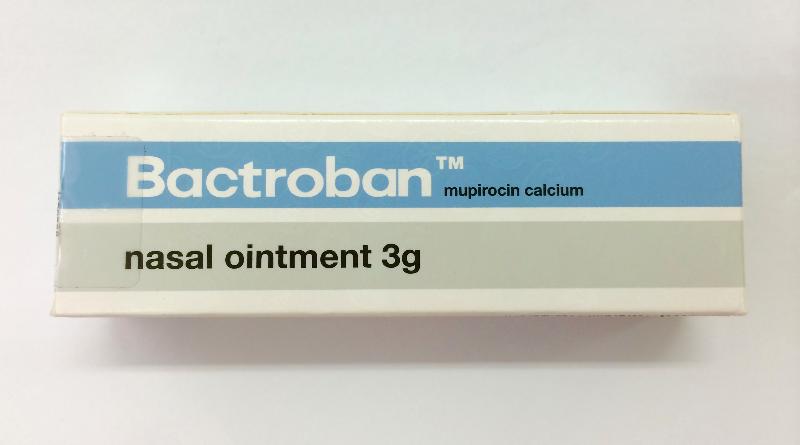 Bactroban™ mupirocin calcium
nasal ointment 3g